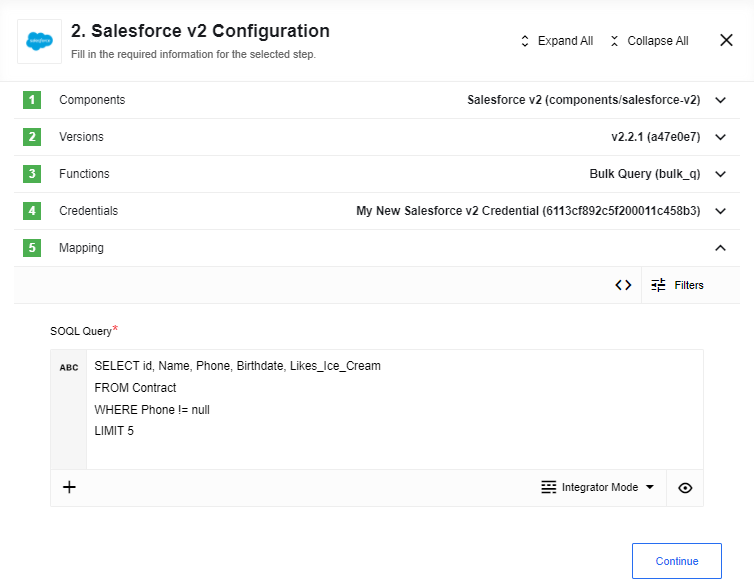 salesforce
2. Salesforce v2 Configuration
Fill in the required information for the selected step.
Expand All
Collapse All
1 Components Salesforce v2 (components/salesforce-v2)
2 Versions v2.2.1 (a47e0e7)
3 Functions Bulk Query (bulk_q)
4 Credentials My New Salesforce v2 Credential (6113cf892c5f200011c458b3)
5 Mapping
Filters
SOQL Query*
ABC
SELECT id, Name, Phone, Birthdate, Likes_Ice_Cream
FROM Contract
WHERE Phone != null
LIMIT 5
Integrator Mode
Continue